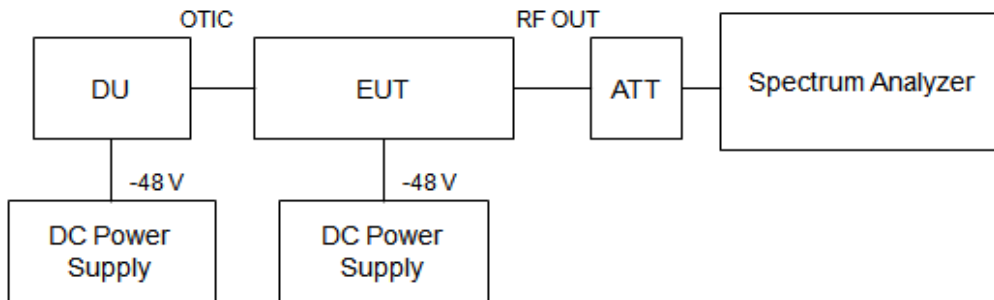 OTIC
RF OUT
DU
EUT
ATT
Spectrum Analyzer
-48 V
-48 V
DC Power
Supply
DC Power
Supply